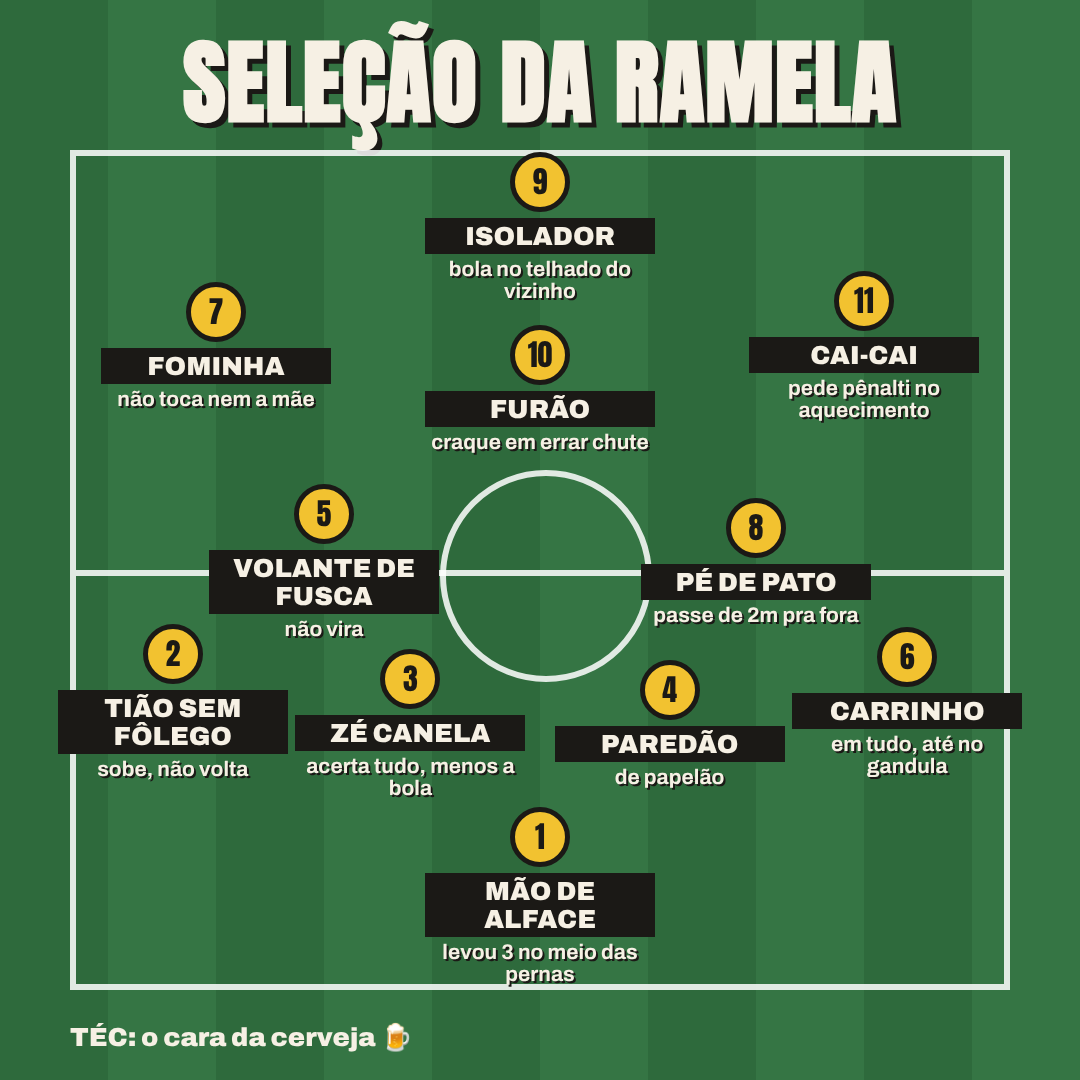 SELEÇÃO DA RAMELA
9
ISOLADOR
bola no telhado do
vizinho
7
FOMINHA
não toca nem a mãe
10
FURÃO
craque em errar chute
11
CAI-CAI
pede pênalti no
aquecimento
5
VOLANTE DE
FUSCA
não vira
8
PÉ DE PATO
passe de 2m pra fora
2
TIÃO SEM
FÔLEGO
sobe, não volta
3
ZÉ CANELA
acerta tudo, menos a
bola
4
PAREDÃO
de papelão
6
CARRINHO
em tudo, até no
gandula
1
MÃO DE
ALFACE
levou 3 no meio das
pernas
TÉC: o cara da cerveja 🍺